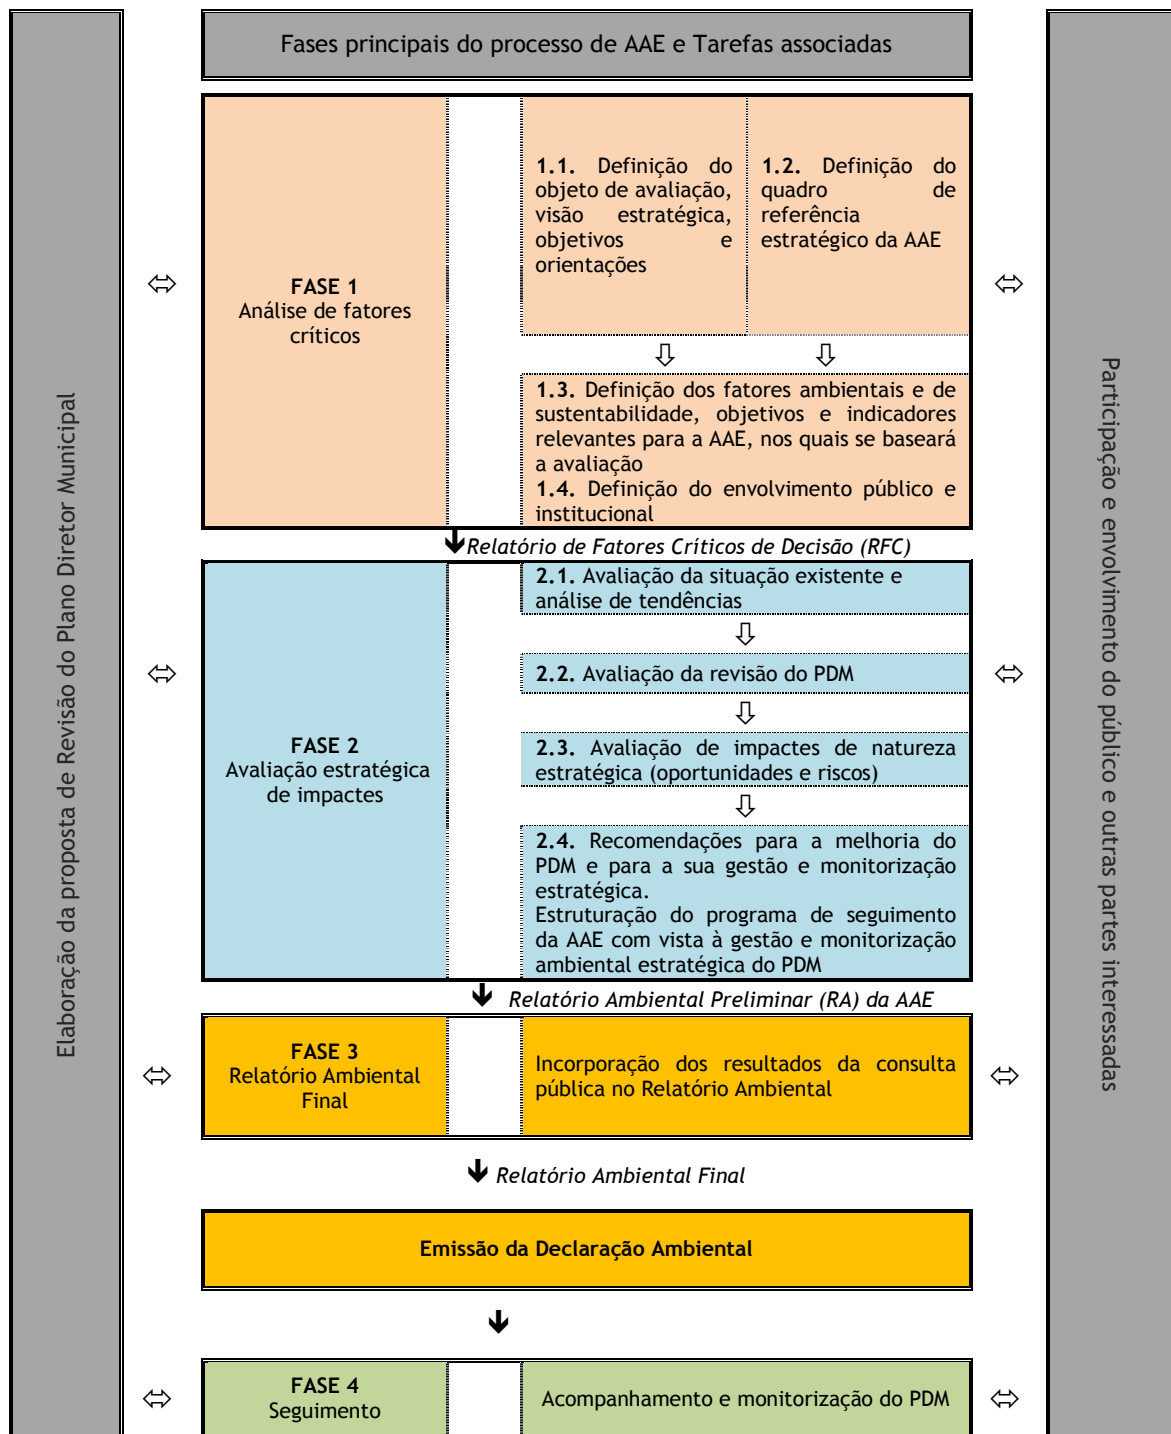 Elaboração da proposta de Revisão do Plano Diretor Municipal
Fases principais do processo de AAE e Tarefas associadas
FASE 1
Análise de fatores
críticos
1.1. Definição do
objeto de avaliação,
visão estratégica,
objetivos e
orientações
1.2. Definição do
quadro de
referência
estratégico da AAE
1.3. Definição dos fatores ambientais e de
sustentabilidade, objetivos e indicadores
relevantes para a AAE, nos quais se baseará
a avaliação
1.4. Definição do envolvimento público e
institucional
Relatório de Fatores Críticos de Decisão (RFC)
FASE 2
Avaliação estratégica
de impactes
2.1. Avaliação da situação existente e
análise de tendências
2.2. Avaliação da revisão do PDM
2.3. Avaliação de impactes de natureza
estratégica (oportunidades e riscos)
2.4. Recomendações para a melhoria do
PDM e para a sua gestão e monitorização
estratégica.
Estruturação do programa de seguimento
da AAE com vista à gestão e monitorização
ambiental estratégica do PDM
Relatório Ambiental Preliminar (RA) da AAE
FASE 3
Relatório Ambiental
Final
Incorporação dos resultados da consulta
pública no Relatório Ambiental
Relatório Ambiental Final
Emissão da Declaração Ambiental
FASE 4
Seguimento
Acompanhamento e monitorização do PDM
Participação e envolvimento do público e outras partes interessadas